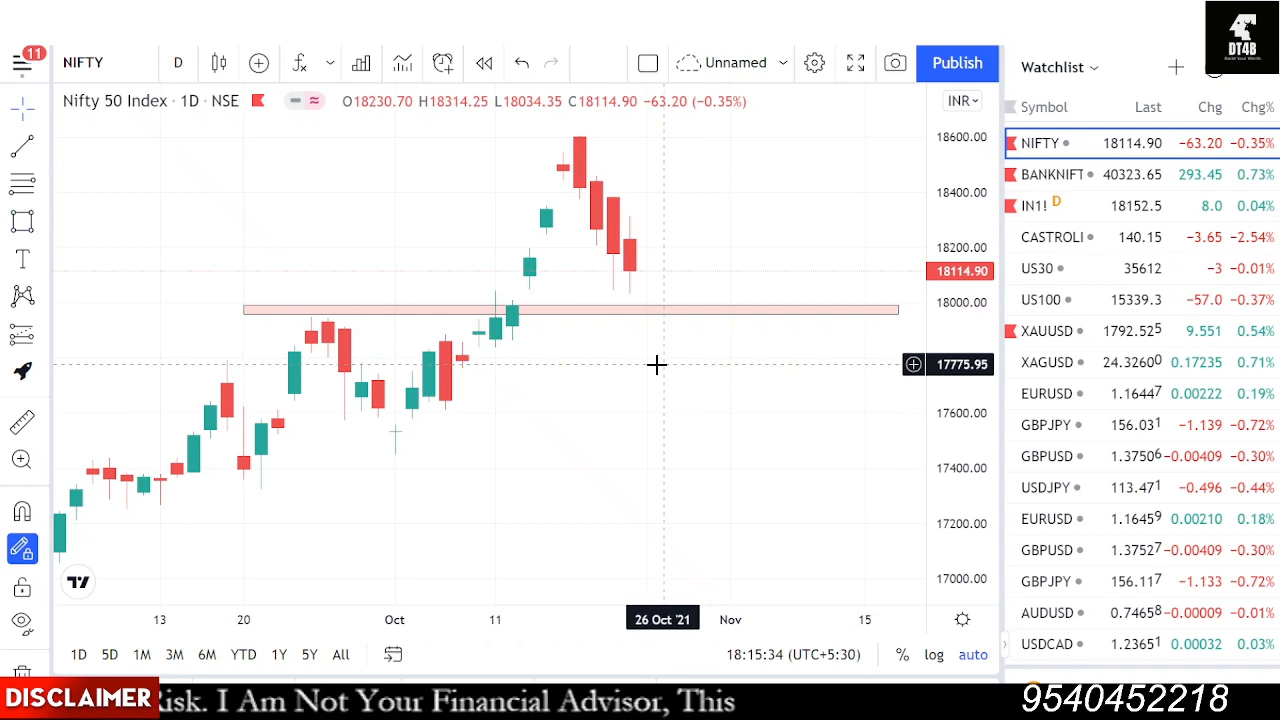 DT4B
Build Your Worth.
11
NIFTY
D
Unnamed
Publish
Watchlist
Nifty 50 Index · 1D · NSE
O18230.70 H18314.25 L18034.35 C18114.90 −63.20 (−0.35%)
INR
Symbol Last Chg Chg%
NIFTY 18114.90 −63.20 −0.35%
BANKNIFT 40323.65 293.45 0.73%
IN1! D 18152.5 8.0 0.04%
CASTROLI 140.15 −3.65 −2.54%
US30 35612 −3 −0.01%
US100 15339.3 −57.0 −0.37%
XAUUSD 1792.525 9.551 0.54%
XAGUSD 24.32600 0.17235 0.71%
EURUSD 1.16447 0.00222 0.19%
GBPJPY 156.031 −1.139 −0.72%
GBPUSD 1.37506 −0.00409 −0.30%
USDJPY 113.471 −0.496 −0.44%
EURUSD 1.16459 0.00210 0.18%
GBPUSD 1.37527 −0.00409 −0.30%
GBPJPY 156.117 −1.133 −0.72%
AUDUSD 0.74658 −0.00009 −0.01%
USDCAD 1.23651 0.00032 0.03%
18600.00
18400.00
18200.00
18114.90
18000.00
17775.95
17600.00
17400.00
17200.00
17000.00
13 20 Oct 11 26 Oct '21 Nov 15
1D 5D 1M 3M 6M YTD 1Y 5Y All
18:15:34 (UTC+5:30) % log auto
DISCLAIMER
Risk. I Am Not Your Financial Advisor, This
9540452218